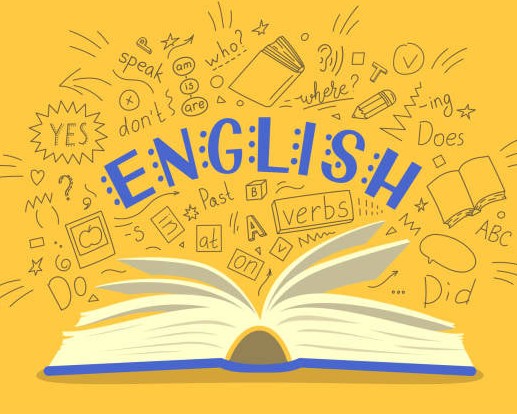 who?
speak
am
is
are
where?
don't
-ing
YES
Does
ENGLISH
Past
B
verbs
ABC
-s
at
A
on
DO
Did